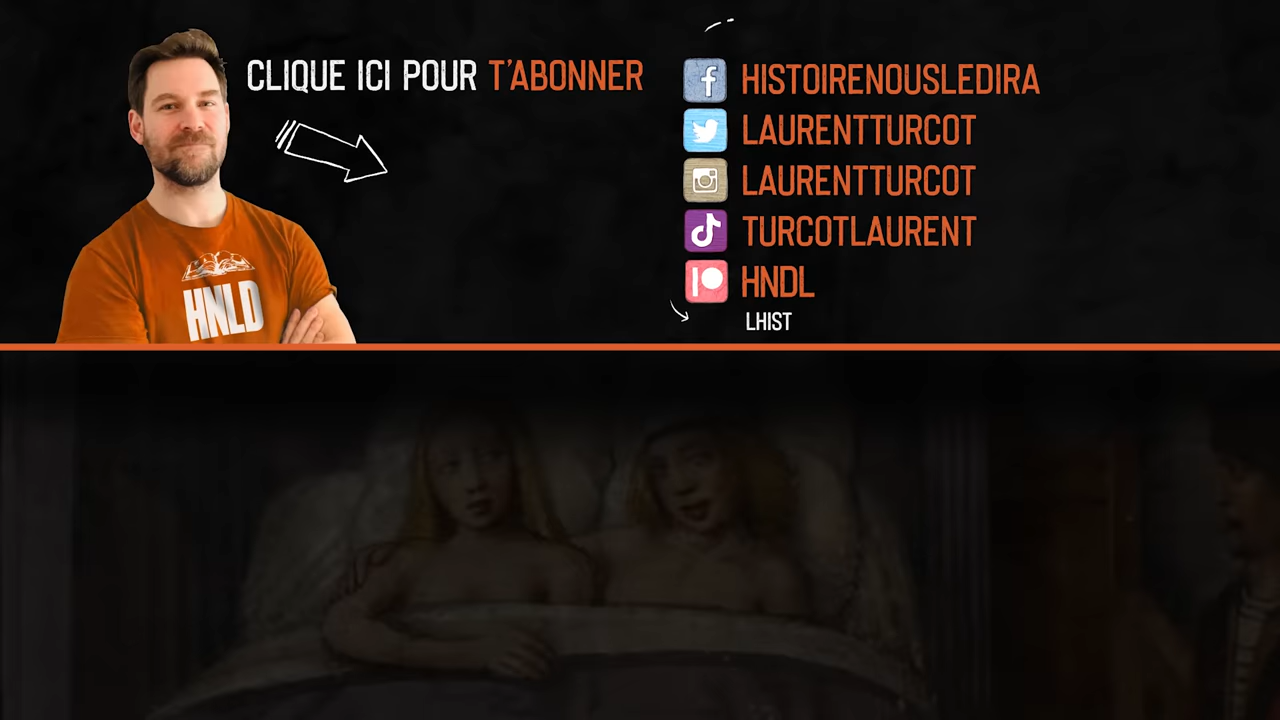 CLIQUE ICI POUR T'ABONNER
HISTOIRENOUSLEDIRA
LAURENTTURCOT
LAURENTTURCOT
TURCOTLAURENT
HNDL
LHIST
HNLD